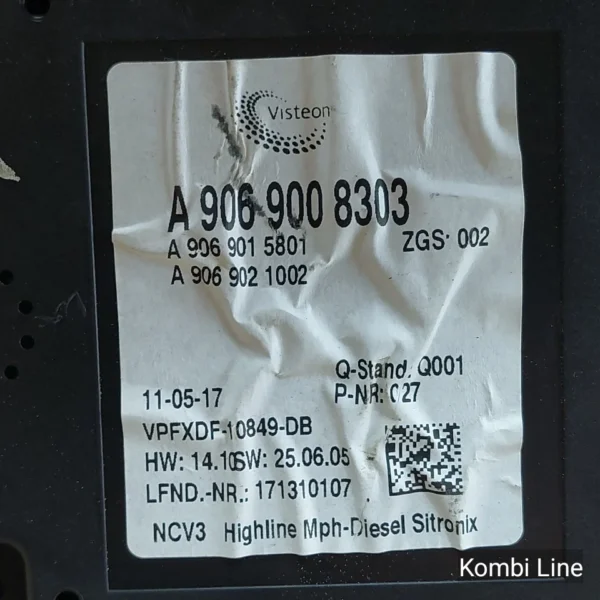 Visteon
A 906 900 8303
A 906 901 5801
ZGS· 002
A 906 902 1002
Q-Stand. Q001
11-05-17
P-NR: 027
VPFXDF-10849-DB
HW: 14.10 SW: 25.06.05
LFND.-NR.: 171310107
NCV3 Highline Mph-Diesel Sitronix
Kombi Line